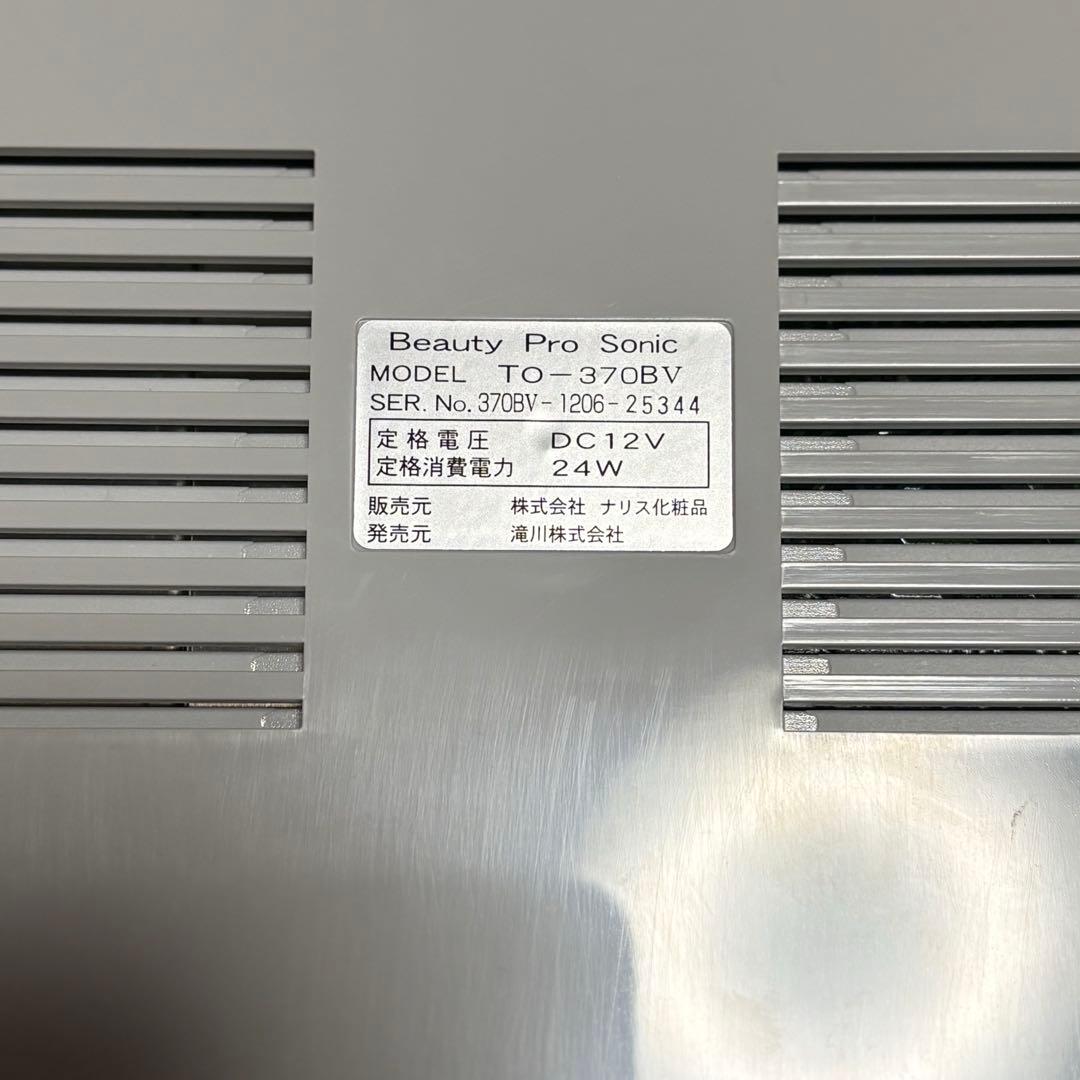 Beauty Pro Sonic
MODEL TO-370BV
SER. No. 370BV-1206-25344
定格電圧 DC12V
定格消費電力 24W
販売元 株式会社 ナリス化粧品
発売元 滝川株式会社